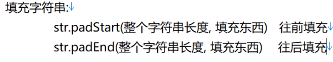 填充字符串:
str.padStart(整个字符串长度, 填充东西)    往前填充
str.padEnd(整个字符串长度, 填充东西)    往后填充